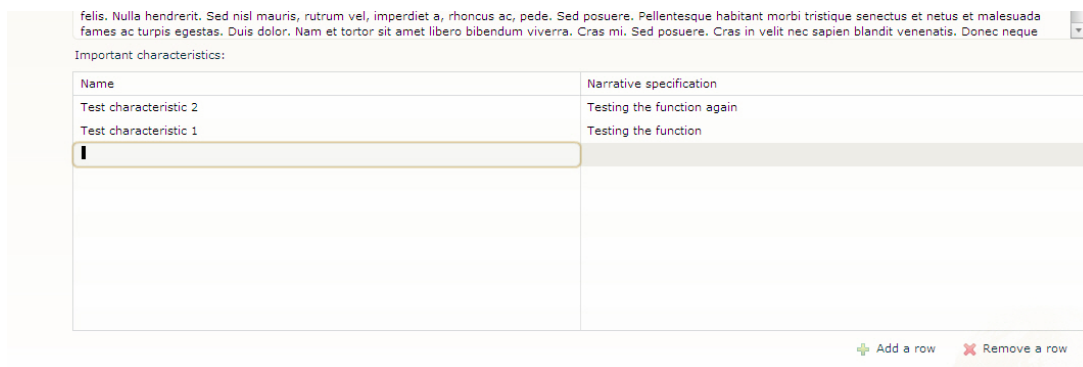 felis. Nulla hendrerit. Sed nisl mauris, rutrum vel, imperdiet a, rhoncus ac, pede. Sed posuere. Pellentesque habitant morbi tristique senectus et netus et malesuada
fames ac turpis egestas. Duis dolor. Nam et tortor sit amet libero bibendum viverra. Cras mi. Sed posuere. Cras in velit nec sapien blandit venenatis. Donec neque
Important characteristics:
Name Narrative specification
Test characteristic 2 Testing the function again
Test characteristic 1 Testing the function
Add a row Remove a row